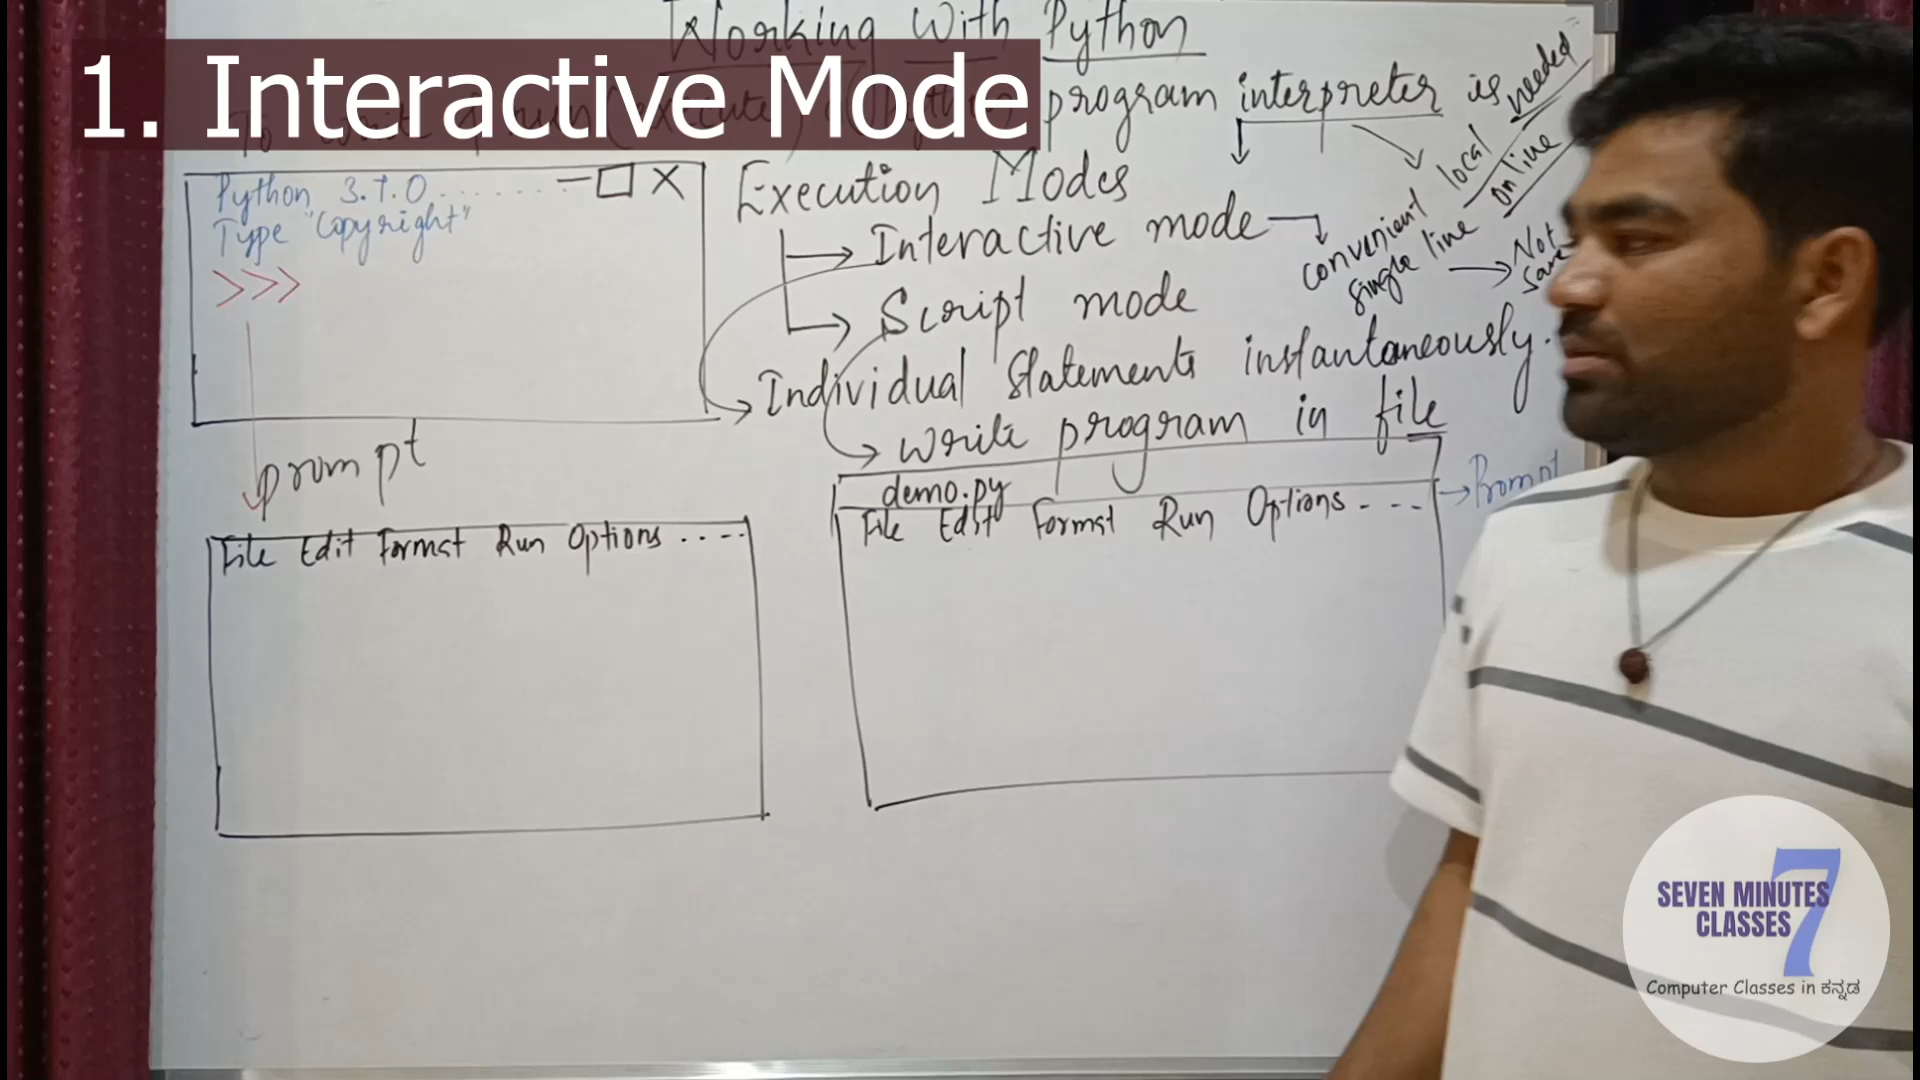 Working With Python
1. Interactive Mode
program interpreter is needed
local
online
Python 3.7.0........ — □ X
Type "Copyright"
>>>
prompt
Execution Modes
Interactive mode
convenient
single line
Not
Script mode
Individual Statements instantaneously.
write program in file
demo.py
File Edit Format Run Options - --
Prompt
File Edit Format Run Options ....
SEVEN MINUTES
CLASSES 7
Computer Classes in ಕನ್ನಡ